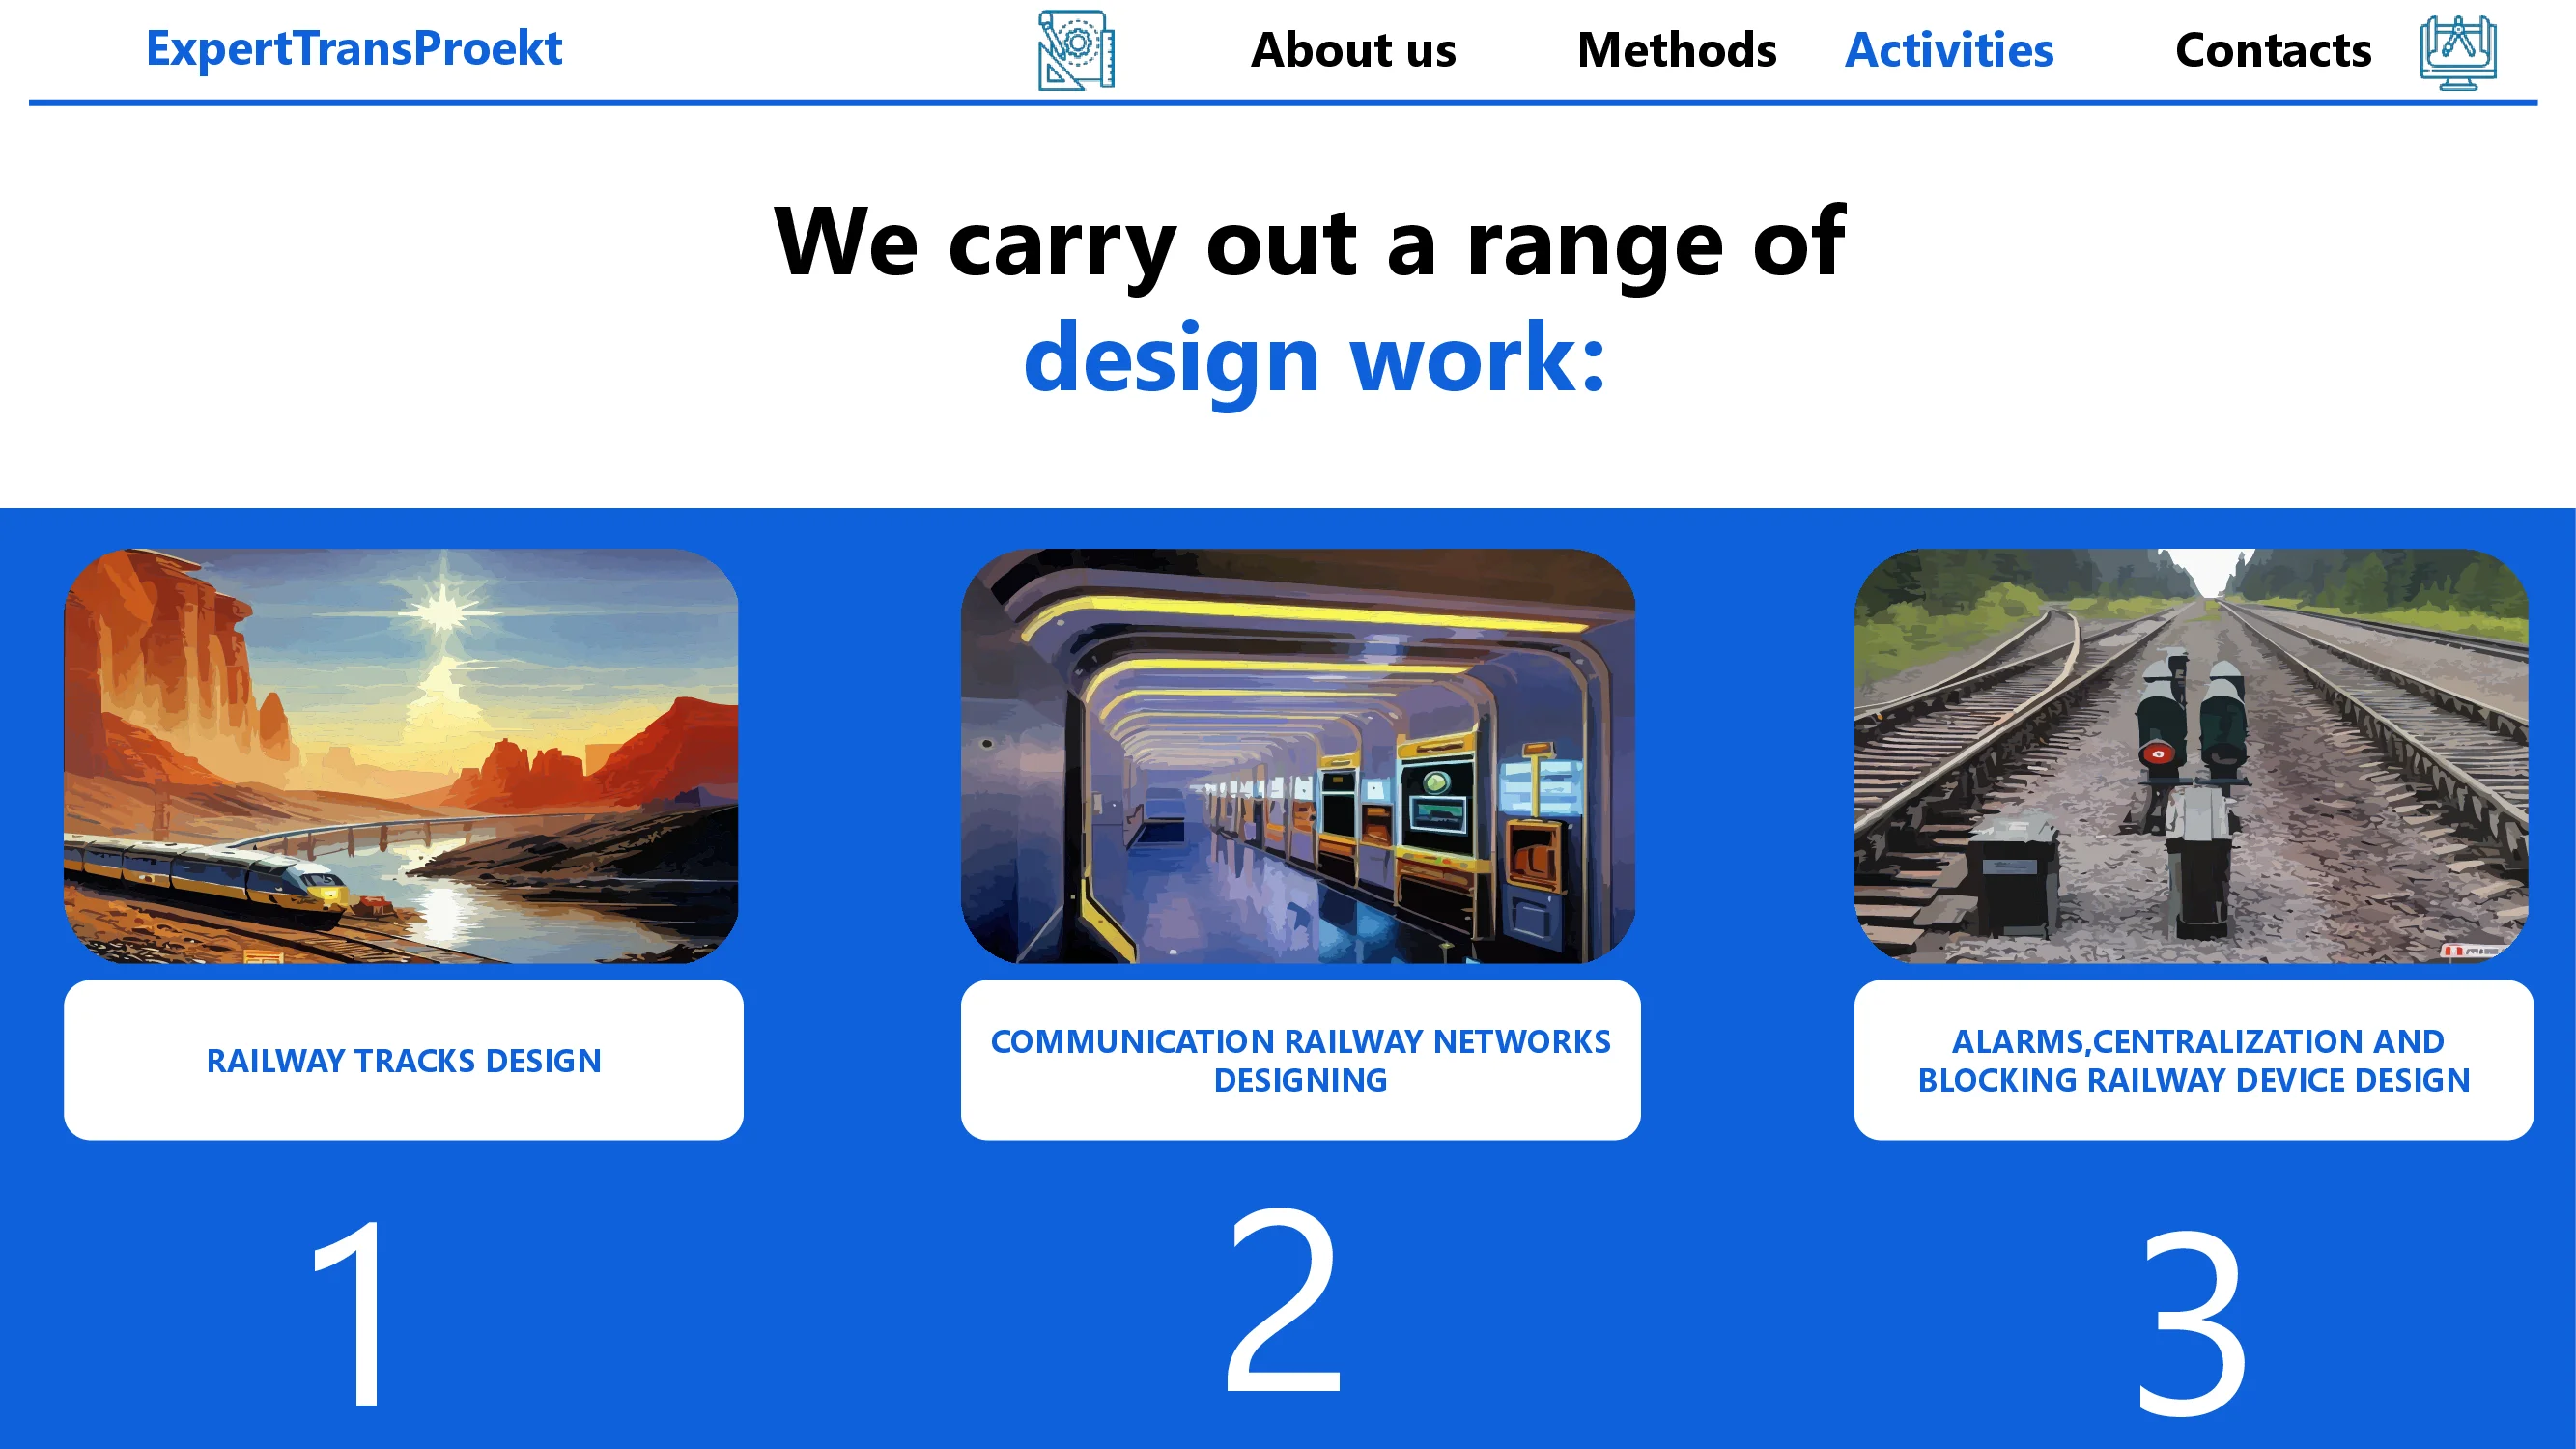 ExpertTransProekt
About us Methods Activities Contacts
We carry out a range of
design work:
RAILWAY TRACKS DESIGN
COMMUNICATION RAILWAY NETWORKS
DESIGNING
ALARMS,CENTRALIZATION AND
BLOCKING RAILWAY DEVICE DESIGN
1
2
3